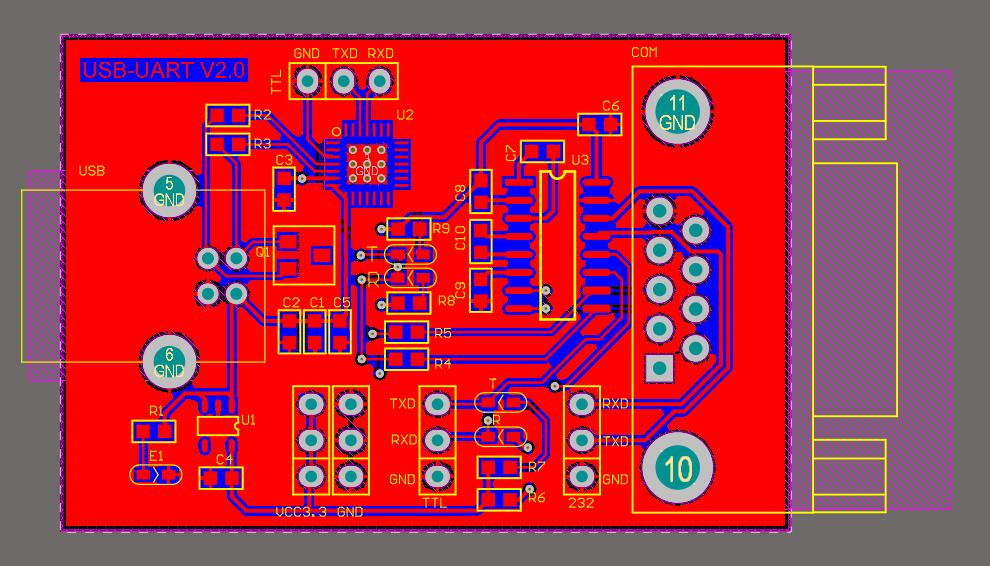 GND TXD RXD
COM
USB-UART V2.0
TTL
R2
U2
C6
11
GND
R3
C7
U3
C3
USB
GND
5
GND
C8
R9
C10
T
Q1
R
C9
R8
C2 C1 C5
R5
6
GND
R4
T
TXD
RXD
R1
U1
R
RXD
TXD
E1
C4
R7
10
GND
GND
R6
VCC3.3 GND
TTL
232